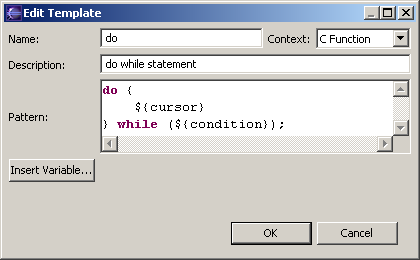 Edit Template
Name: do Context: C Function
Description: do while statement
Pattern:
do {
${cursor}
} while (${condition});
Insert Variable...
OK Cancel